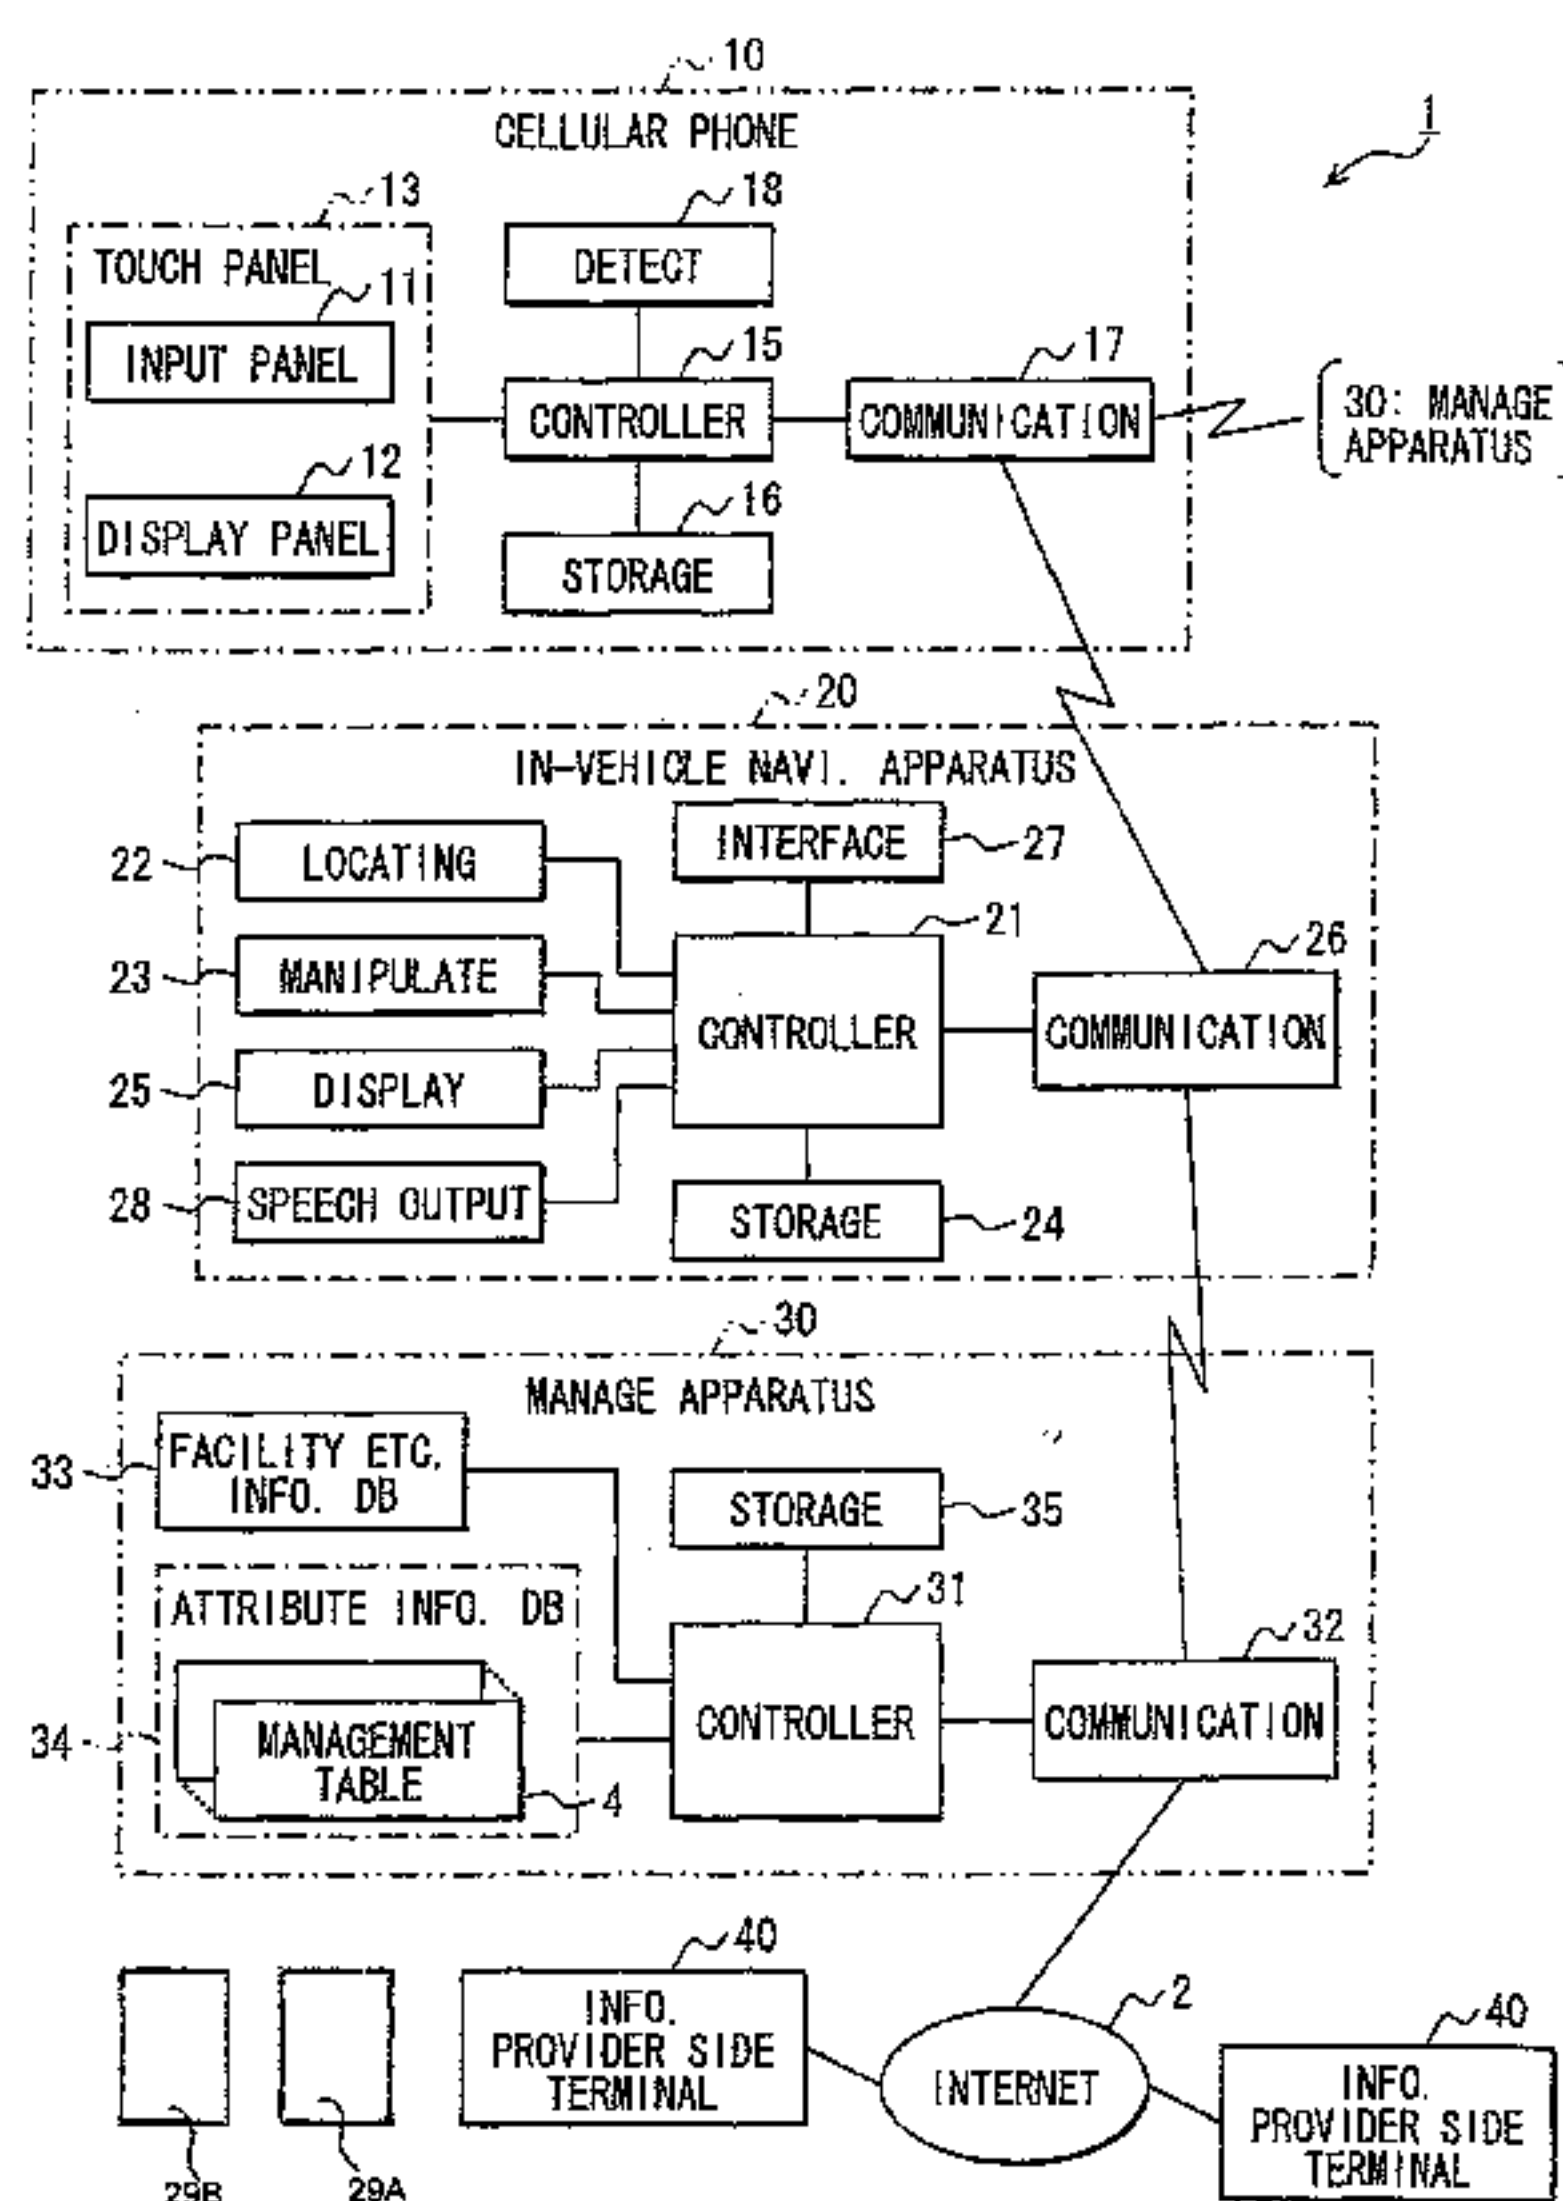 10
CELLULAR PHONE
1
13
18
TOUCH PANEL
DETECT
11
INPUT PANEL
15
17
CONTROLLER
COMMUNICATION
30: MANAGE
APPARATUS
12
DISPLAY PANEL
16
STORAGE
20
IN-VEHICLE NAVI. APPARATUS
22
LOCATING
INTERFACE
27
21
26
23
MANIPULATE
CONTROLLER
COMMUNICATION
25
DISPLAY
28
SPEECH OUTPUT
STORAGE
24
30
MANAGE APPARATUS
33
FACILITY ETC.
INFO. DB
STORAGE
35
ATTRIBUTE INFO. DB
31
32
34
MANAGEMENT
TABLE
4
CONTROLLER
COMMUNICATION
40
INFO.
PROVIDER SIDE
TERMINAL
2
INTERNET
40
INFO.
PROVIDER SIDE
TERMINAL
29B
29A